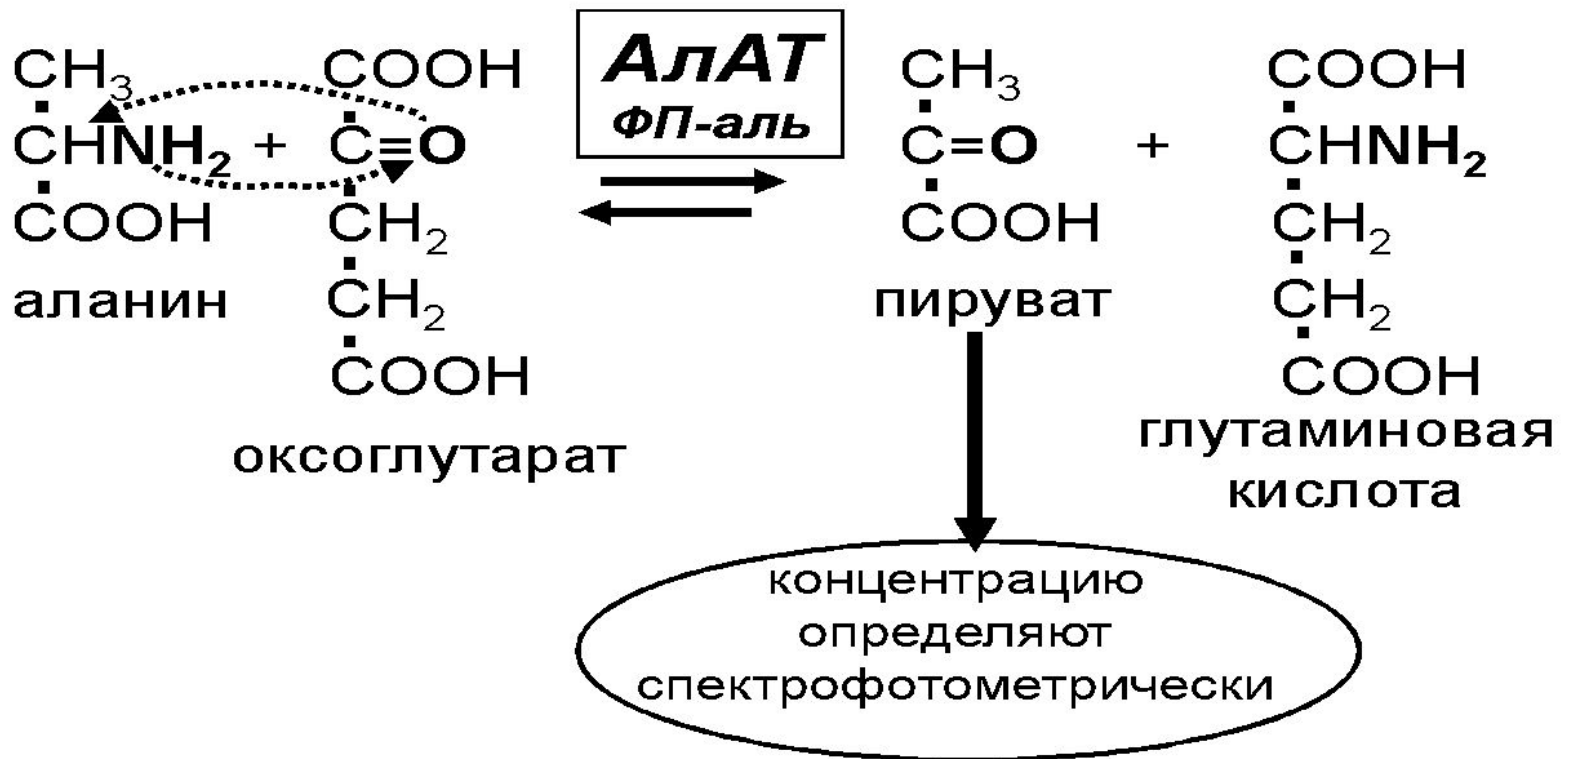 АлАТ
ФП-аль
CH₃ COOH CH₃ COOH
CHNH₂ + C≡O C=O + CHNH₂
COOH CH₂ COOH CH₂
аланин CH₂ пируват CH₂
COOH COOH
оксоглутарат глутаминовая
кислота
концентрацию
определяют
спектрофотометрически